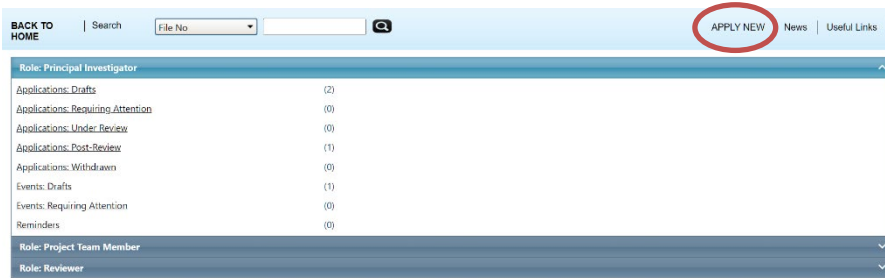 BACK TO HOME | Search File No APPLY NEW News | Useful Links
Role: Principal Investigator
Applications: Drafts (2)
Applications: Requiring Attention (0)
Applications: Under Review (0)
Applications: Post-Review (1)
Applications: Withdrawn (0)
Events: Drafts (1)
Events: Requiring Attention (0)
Reminders (0)
Role: Project Team Member
Role: Reviewer